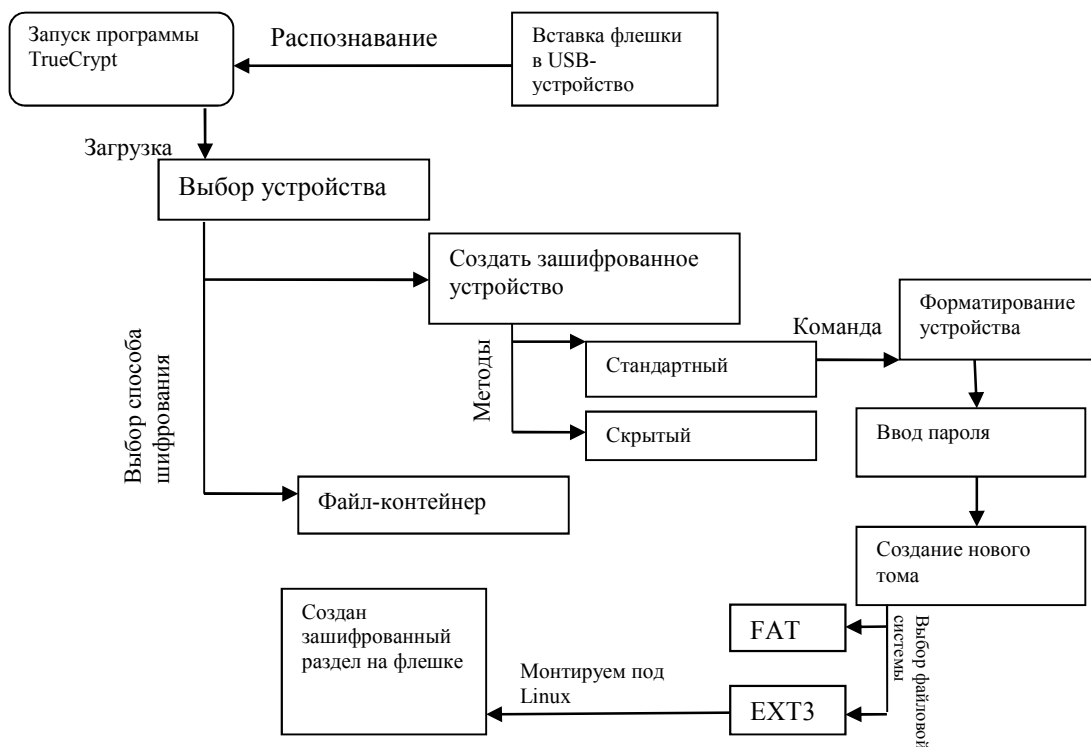 Запуск программы
TrueCrypt
Распознавание
Вставка флешки
в USB-
устройство
Загрузка
Выбор устройства
Создать зашифрованное
устройство
Форматирование
устройства
Команда
Выбор способа
шифрования
Методы
Стандартный
Скрытый
Ввод пароля
Файл-контейнер
Создание нового
тома
Создан
зашифрованный
раздел на флешке
FAT
Выбор файловой
системы
Монтируем под
Linux
EXT3